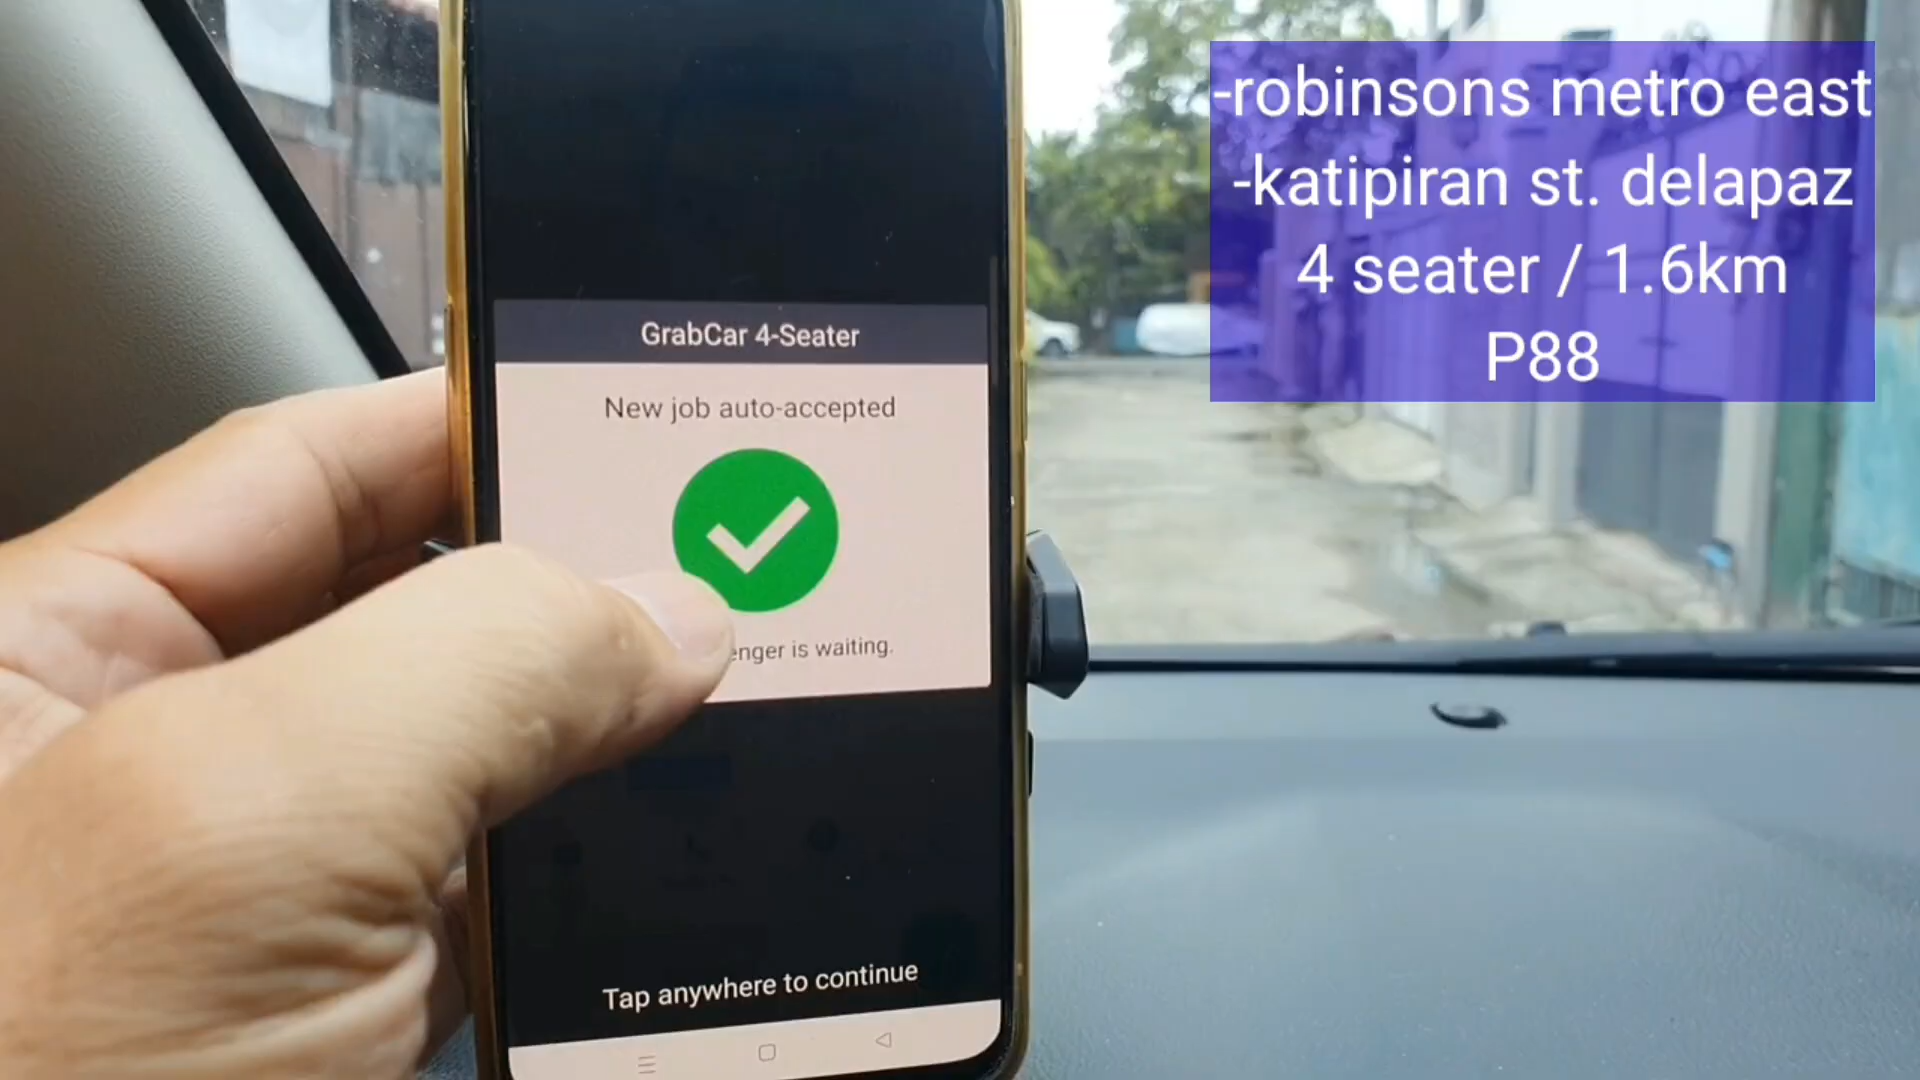 -robinsons metro east
-katipiran st. delapaz
4 seater / 1.6km
P88
GrabCar 4-Seater
New job auto-accepted
is waiting.
Tap anywhere to continue